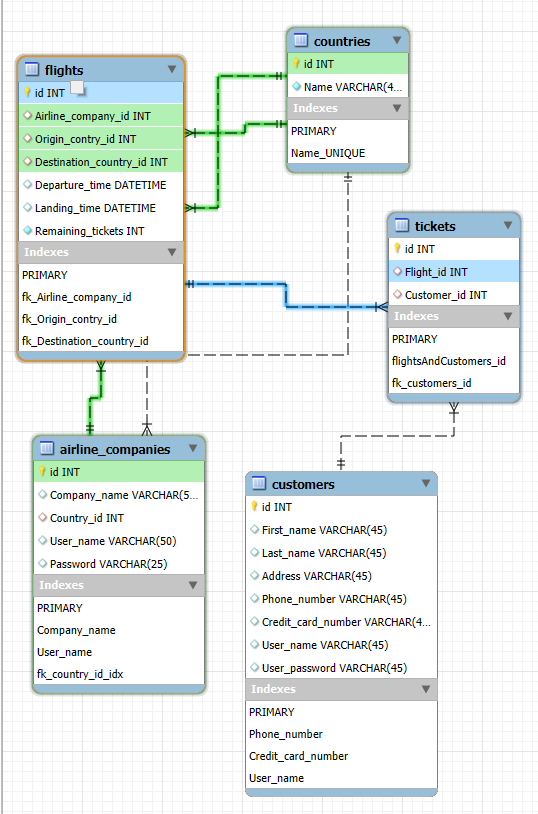 flights
id INT
Airline_company_id INT
Origin_contry_id INT
Destination_country_id INT
Departure_time DATETIME
Landing_time DATETIME
Remaining_tickets INT
Indexes
PRIMARY
fk_Airline_company_id
fk_Origin_contry_id
fk_Destination_country_id
countries
id INT
Name VARCHAR(4...
Indexes
PRIMARY
Name_UNIQUE
tickets
id INT
Flight_id INT
Customer_id INT
Indexes
PRIMARY
flightsAndCustomers_id
fk_customers_id
airline_companies
id INT
Company_name VARCHAR(5...
Country_id INT
User_name VARCHAR(50)
Password VARCHAR(25)
Indexes
PRIMARY
Company_name
User_name
fk_country_id_idx
customers
id INT
First_name VARCHAR(45)
Last_name VARCHAR(45)
Address VARCHAR(45)
Phone_number VARCHAR(45)
Credit_card_number VARCHAR(4...
User_name VARCHAR(45)
User_password VARCHAR(45)
Indexes
PRIMARY
Phone_number
Credit_card_number
User_name